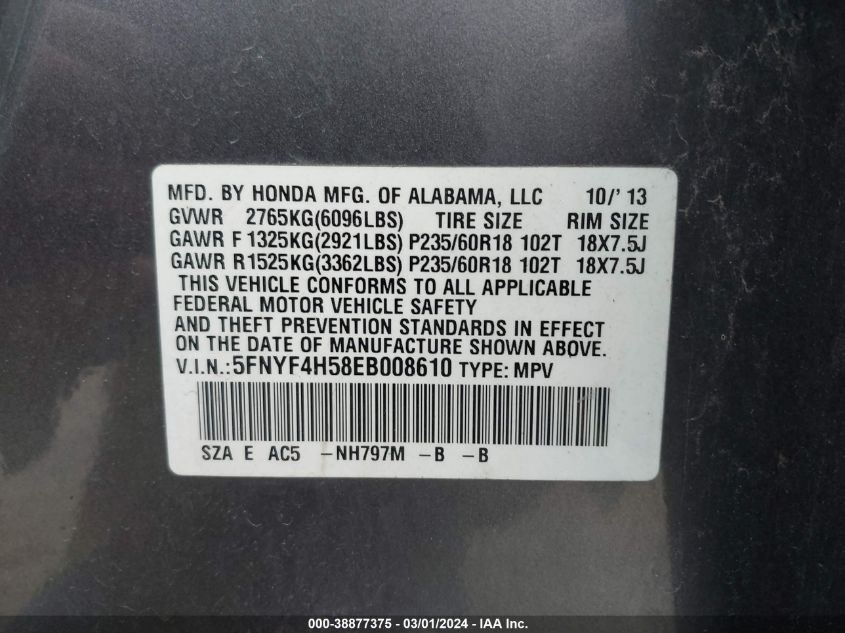 MFD. BY HONDA MFG. OF ALABAMA, LLC 10/'13
GVWR 2765KG(6096LBS) TIRE SIZE RIM SIZE
GAWR F1325KG(2921LBS) P235/60R18 102T 18X7.5J
GAWR R1525KG(3362LBS) P235/60R18 102T 18X7.5J
THIS VEHICLE CONFORMS TO ALL APPLICABLE
FEDERAL MOTOR VEHICLE SAFETY
AND THEFT PREVENTION STANDARDS IN EFFECT
ON THE DATE OF MANUFACTURE SHOWN ABOVE.
V.I.N.:5FNYF4H58EB008610 TYPE: MPV
SZA E AC5 -NH797M -B -B
000-38877375 - 03/01/2024 - IAA Inc.